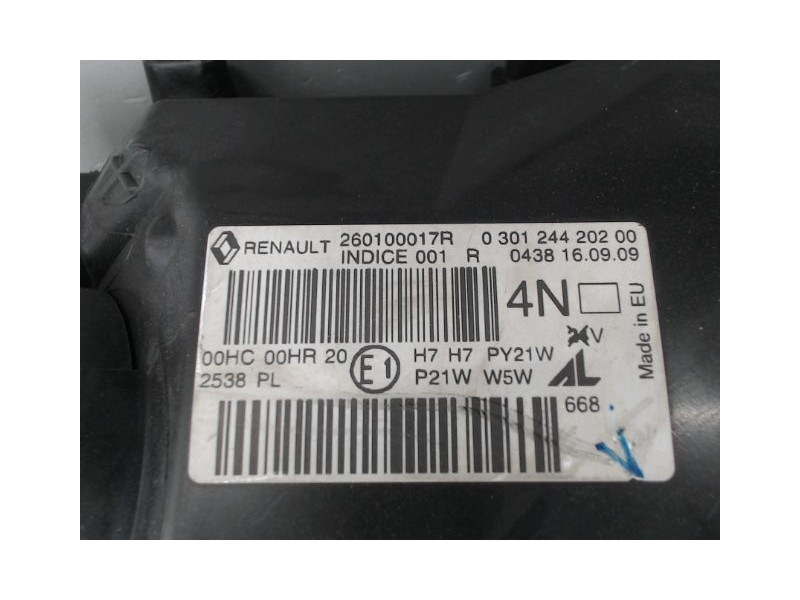 RENAULT 260100017R 0 301 244 202 00
INDICE 001 R 0438 16.09.09
4N
24V
Made in EU
00HC 00HR 20 E1 H7 H7 PY21W
2538 PL P21W W5W AL
668